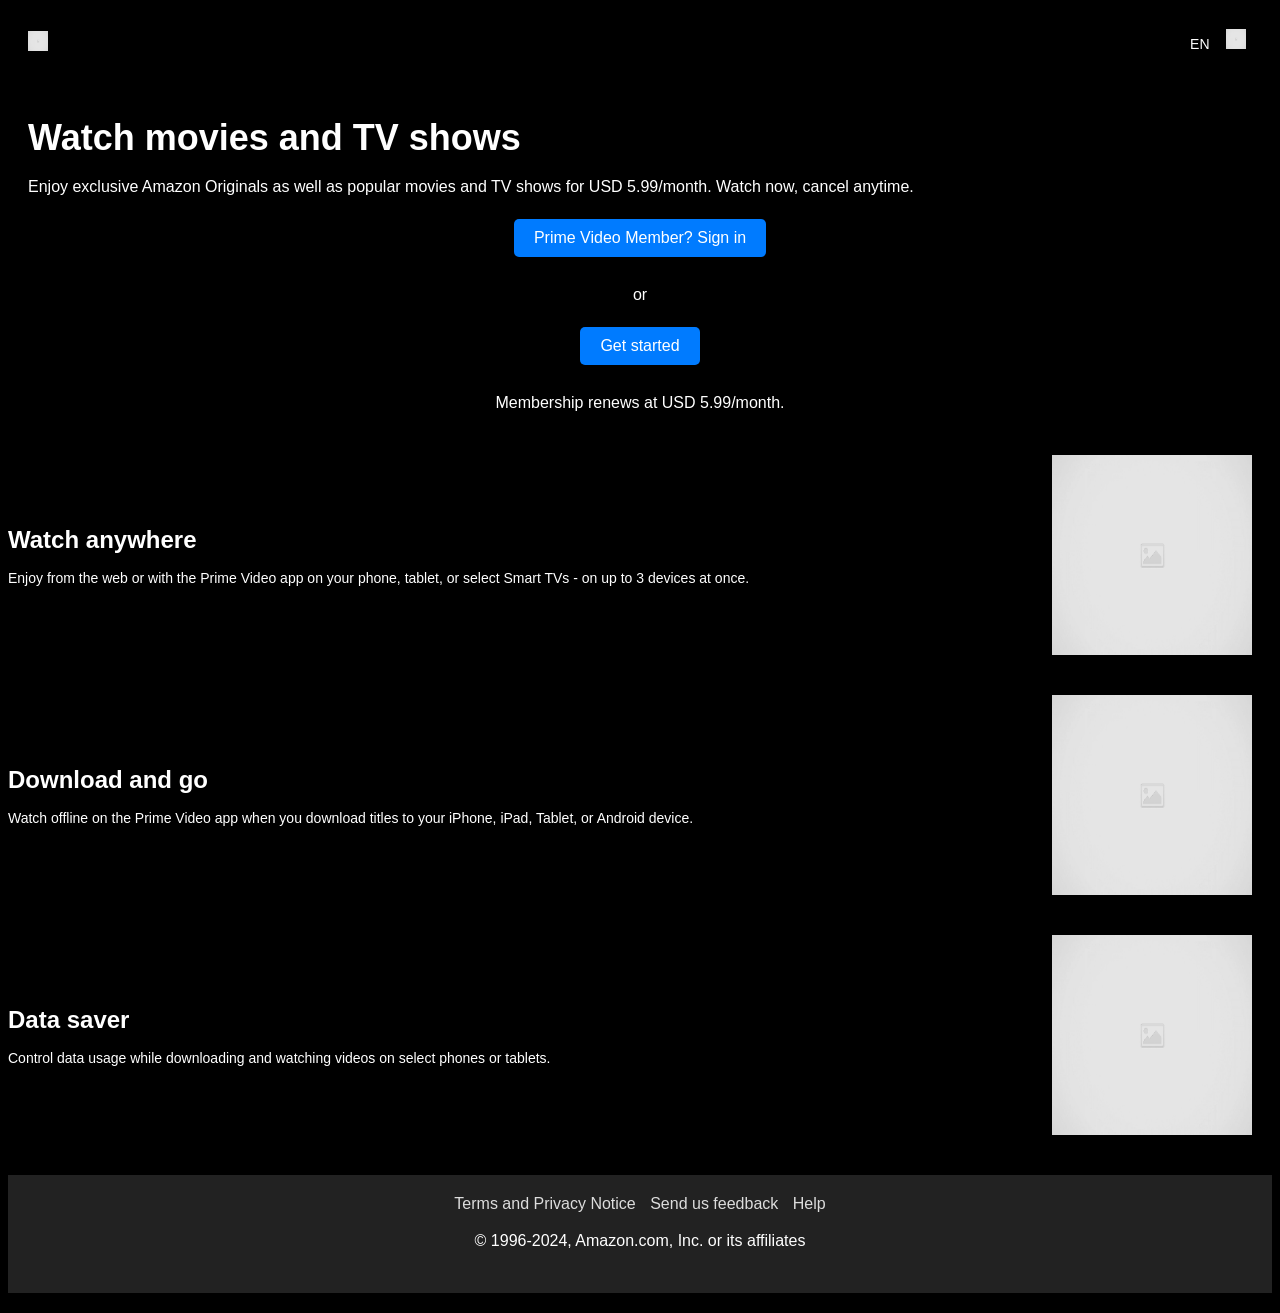 EN
Watch movies and TV shows
Enjoy exclusive Amazon Originals as well as popular movies and TV shows for USD 5.99/month. Watch now, cancel anytime.
Prime Video Member? Sign in
or
Get started
Membership renews at USD 5.99/month.
Watch anywhere
Enjoy from the web or with the Prime Video app on your phone, tablet, or select Smart TVs - on up to 3 devices at once.
Download and go
Watch offline on the Prime Video app when you download titles to your iPhone, iPad, Tablet, or Android device.
Data saver
Control data usage while downloading and watching videos on select phones or tablets.
Terms and Privacy Notice Send us feedback Help
© 1996-2024, Amazon.com, Inc. or its affiliates